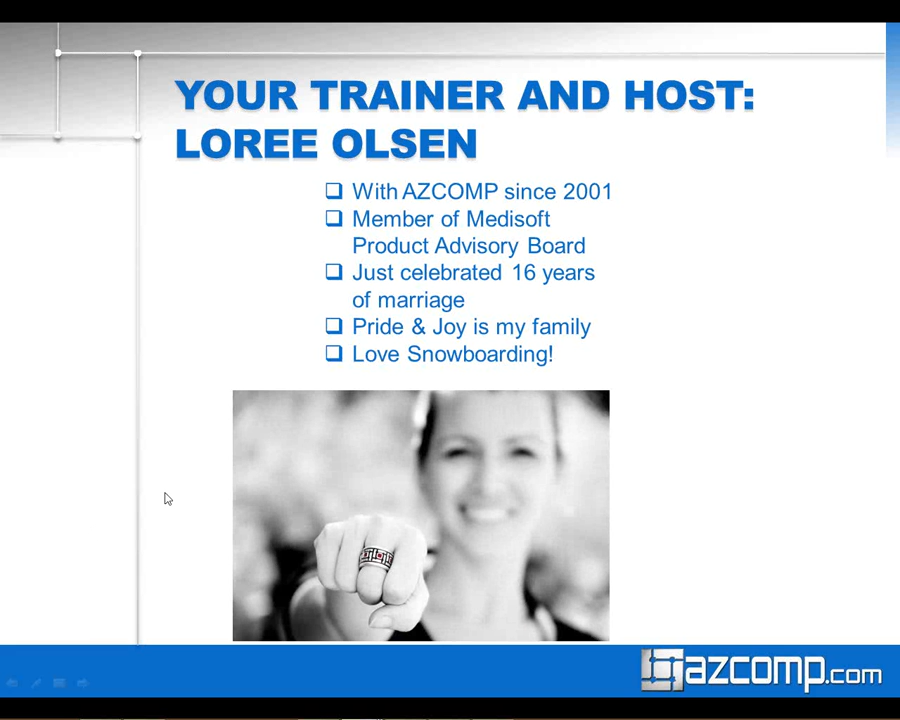 YOUR TRAINER AND HOST:
LOREE OLSEN
With AZCOMP since 2001
Member of Medisoft
Product Advisory Board
Just celebrated 16 years
of marriage
Pride & Joy is my family
Love Snowboarding!
azcomp.com